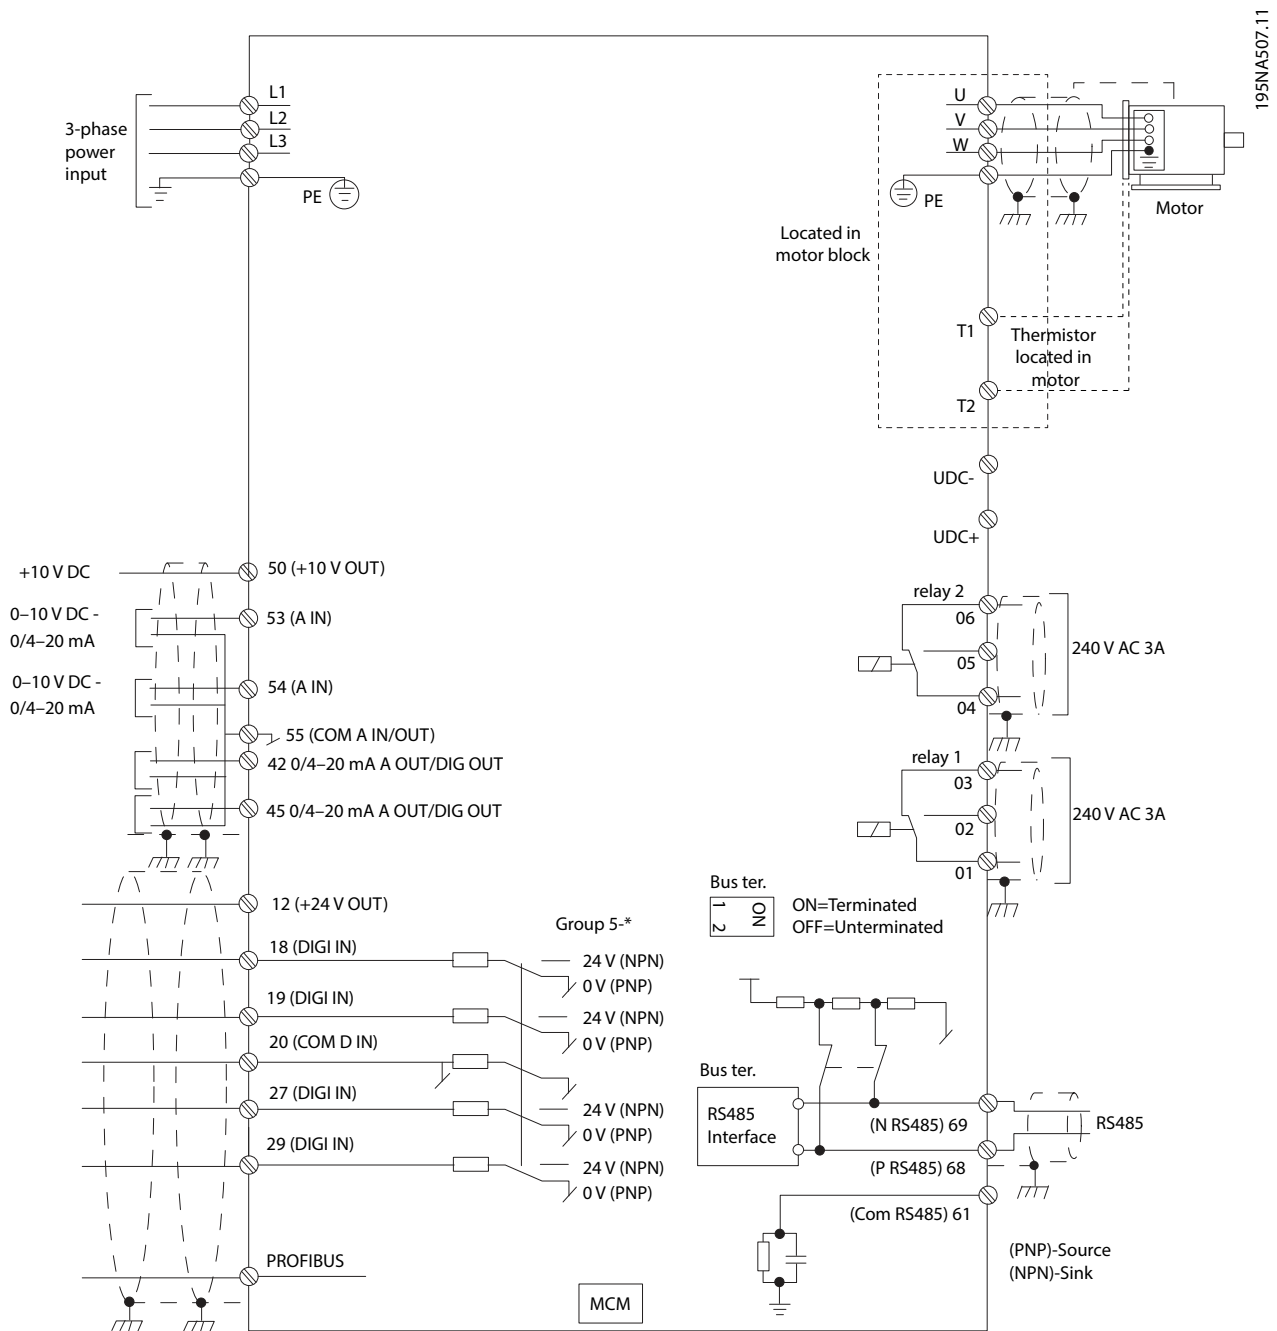 195NA507.11
L1
L2
L3
3-phase
power
input
PE
U
V
W
PE
Motor
Located in
motor block
T1
Thermistor
located in
motor
T2
UDC-
UDC+
+10 V DC
50 (+10 V OUT)
0–10 V DC -
0/4–20 mA
53 (A IN)
0–10 V DC -
0/4–20 mA
54 (A IN)
55 (COM A IN/OUT)
42 0/4–20 mA A OUT/DIG OUT
45 0/4–20 mA A OUT/DIG OUT
relay 2
06
05
04
240 V AC 3A
relay 1
03
02
01
240 V AC 3A
Bus ter.
1 2
ON
ON=Terminated
OFF=Unterminated
12 (+24 V OUT)
Group 5-*
18 (DIGI IN)
24 V (NPN)
0 V (PNP)
19 (DIGI IN)
24 V (NPN)
0 V (PNP)
20 (COM D IN)
27 (DIGI IN)
24 V (NPN)
0 V (PNP)
29 (DIGI IN)
24 V (NPN)
0 V (PNP)
Bus ter.
RS485
Interface
(N RS485) 69
RS485
(P RS485) 68
(Com RS485) 61
(PNP)-Source
(NPN)-Sink
PROFIBUS
MCM